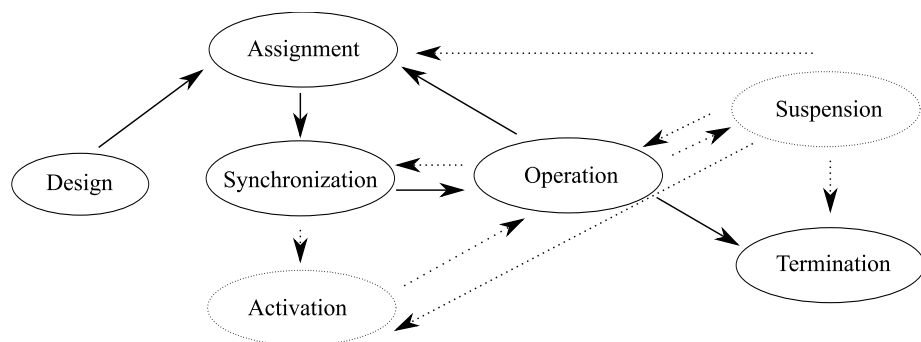 Assignment
Suspension
Design
Synchronization
Operation
Termination
Activation